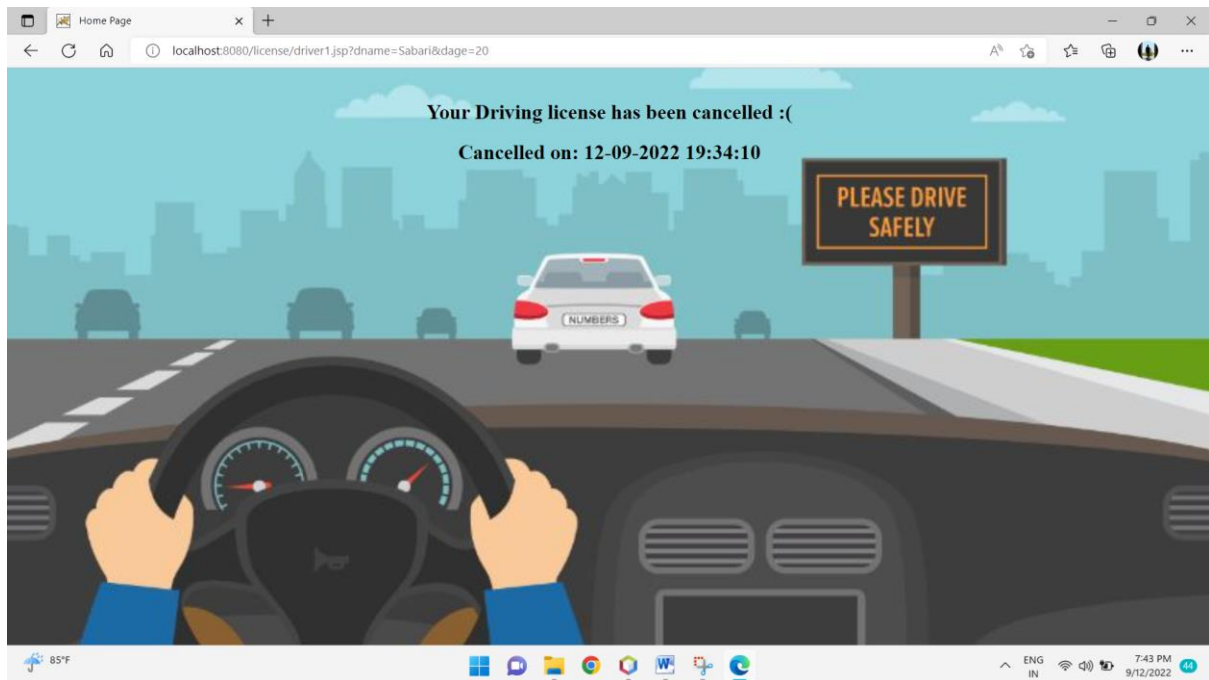 Home Page
localhost:8080/license/driver1.jsp?dname=Sabari&dage=20
Your Driving license has been cancelled :(
Cancelled on: 12-09-2022 19:34:10
PLEASE DRIVE
SAFELY
NUMBERS
85°F
ENG
IN
7:43 PM
9/12/2022
44